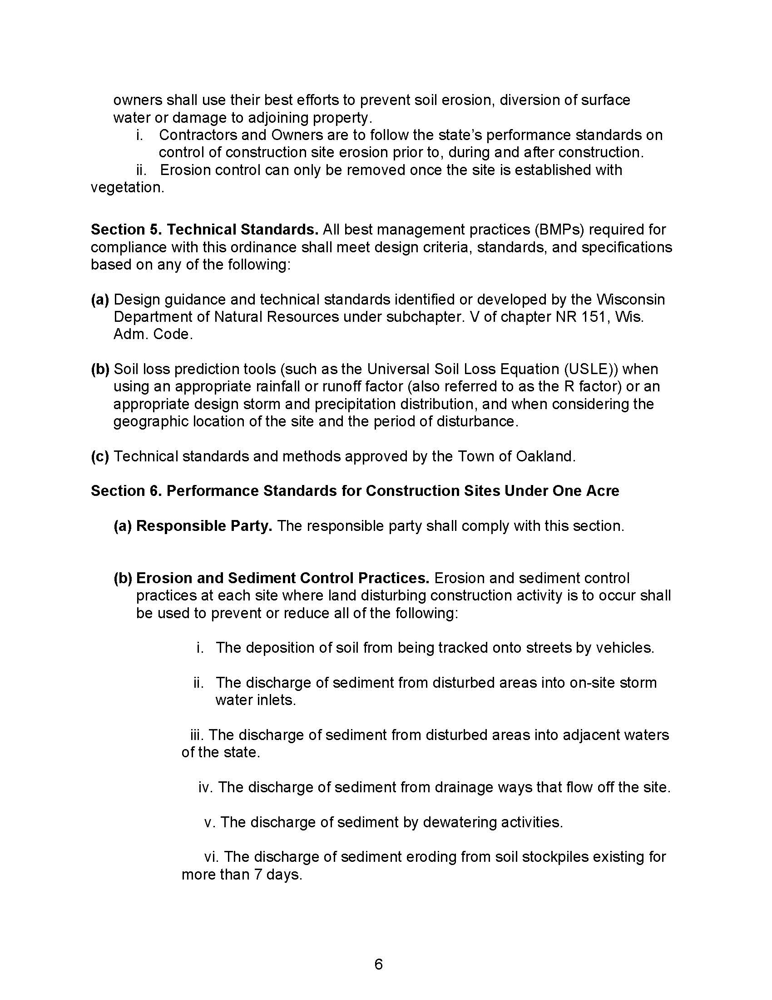 owners shall use their best efforts to prevent soil erosion, diversion of surface
water or damage to adjoining property.
i. Contractors and Owners are to follow the state’s performance standards on
control of construction site erosion prior to, during and after construction.
ii. Erosion control can only be removed once the site is established with
vegetation.
Section 5. Technical Standards. All best management practices (BMPs) required for
compliance with this ordinance shall meet design criteria, standards, and specifications
based on any of the following:
(a) Design guidance and technical standards identified or developed by the Wisconsin
Department of Natural Resources under subchapter. V of chapter NR 151, Wis.
Adm. Code.
(b) Soil loss prediction tools (such as the Universal Soil Loss Equation (USLE)) when
using an appropriate rainfall or runoff factor (also referred to as the R factor) or an
appropriate design storm and precipitation distribution, and when considering the
geographic location of the site and the period of disturbance.
(c) Technical standards and methods approved by the Town of Oakland.
Section 6. Performance Standards for Construction Sites Under One Acre
(a) Responsible Party. The responsible party shall comply with this section.
(b) Erosion and Sediment Control Practices. Erosion and sediment control
practices at each site where land disturbing construction activity is to occur shall
be used to prevent or reduce all of the following:
i. The deposition of soil from being tracked onto streets by vehicles.
ii. The discharge of sediment from disturbed areas into on-site storm
water inlets.
iii. The discharge of sediment from disturbed areas into adjacent waters
of the state.
iv. The discharge of sediment from drainage ways that flow off the site.
v. The discharge of sediment by dewatering activities.
vi. The discharge of sediment eroding from soil stockpiles existing for
more than 7 days.
6